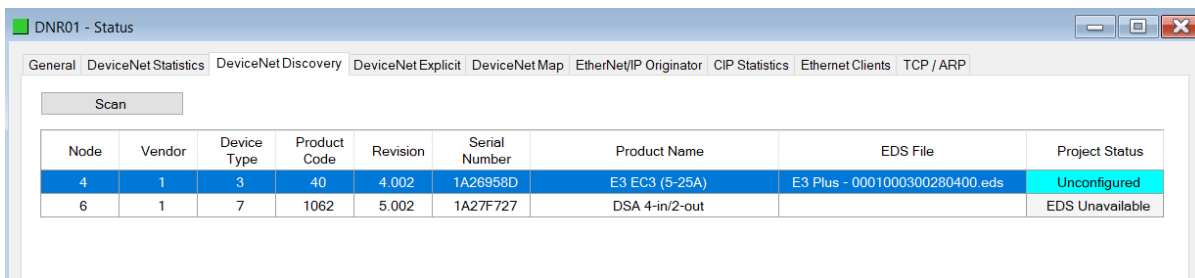 DNR01 - Status
General DeviceNet Statistics DeviceNet Discovery DeviceNet Explicit DeviceNet Map EtherNet/IP Originator CIP Statistics Ethernet Clients TCP / ARP
Scan
Node Vendor Device Type Product Code Revision Serial Number Product Name EDS File Project Status
4 1 3 40 4.002 1A26958D E3 EC3 (5-25A) E3 Plus - 0001000300280400.eds Unconfigured
6 1 7 1062 5.002 1A27F727 DSA 4-in/2-out EDS Unavailable